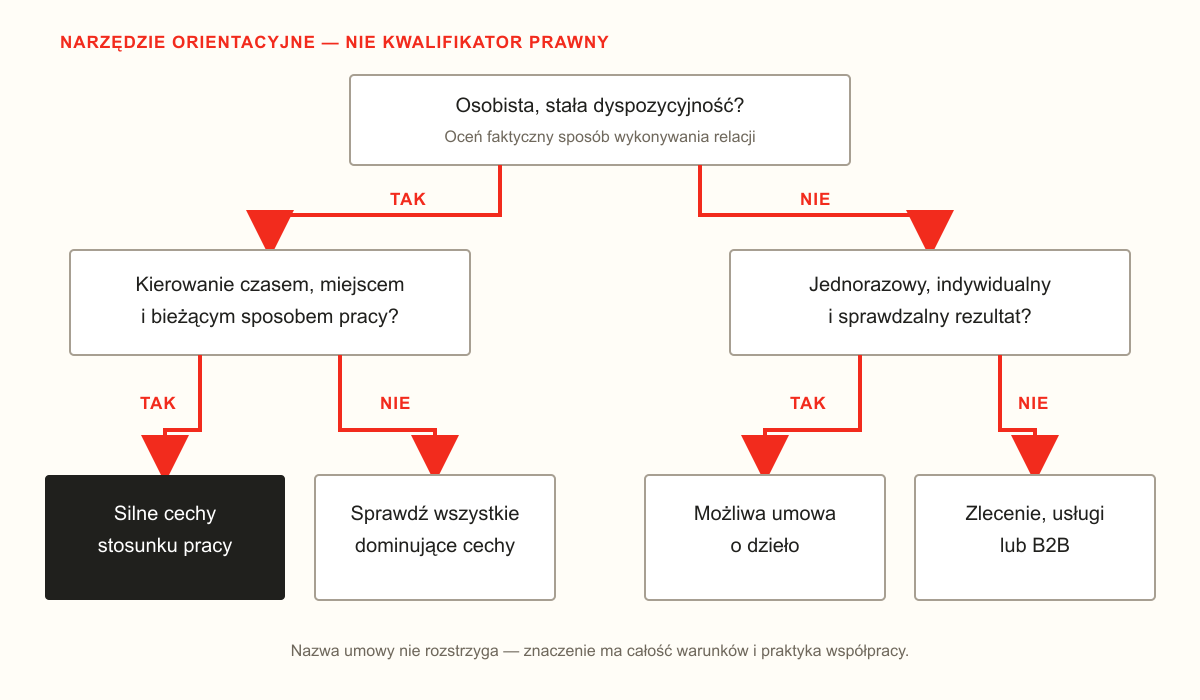 NARZĘDZIE ORIENTACYJNE — NIE KWALIFIKATOR PRAWNY
Osobista, stała dyspozycyjność?
Oceń faktyczny sposób wykonywania relacji
TAK
NIE
Kierowanie czasem, miejscem
i bieżącym sposobem pracy?
Jednorazowy, indywidualny
i sprawdzalny rezultat?
TAK
NIE
TAK
NIE
Silne cechy
stosunku pracy
Sprawdź wszystkie
dominujące cechy
Możliwa umowa
o dzieło
Zlecenie, usługi
lub B2B
Nazwa umowy nie rozstrzyga — znaczenie ma całość warunków i praktyka współpracy.